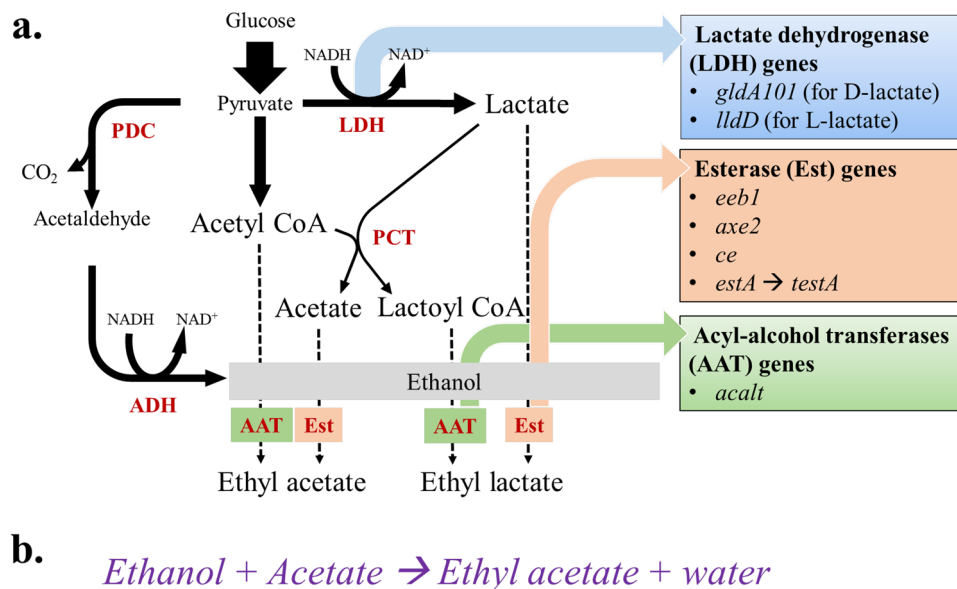 a.
Glucose
NADH NAD+
Pyruvate
LDH
Lactate
PDC
CO2
Acetaldehyde
Acetyl CoA
PCT
Acetate Lactoyl CoA
NADH NAD+
Ethanol
ADH
AAT Est AAT Est
Ethyl acetate Ethyl lactate
Lactate dehydrogenase
(LDH) genes
• gldA101 (for D-lactate)
• lldD (for L-lactate)
Esterase (Est) genes
• eeb1
• axe2
• ce
• estA → testA
Acyl-alcohol transferases
(AAT) genes
• acalt
b.
Ethanol + Acetate → Ethyl acetate + water